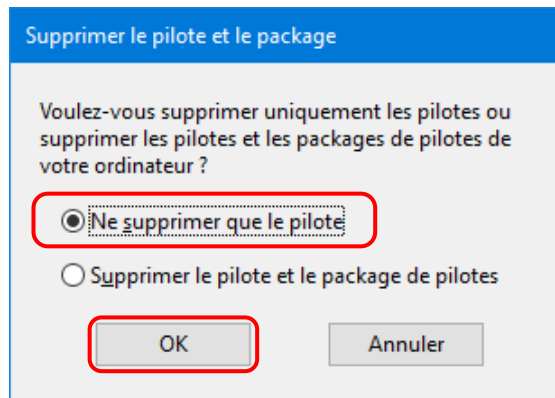 Supprimer le pilote et le package
Voulez-vous supprimer uniquement les pilotes ou
supprimer les pilotes et les packages de pilotes de
votre ordinateur ?
Ne supprimer que le pilote
Supprimer le pilote et le package de pilotes
OK
Annuler